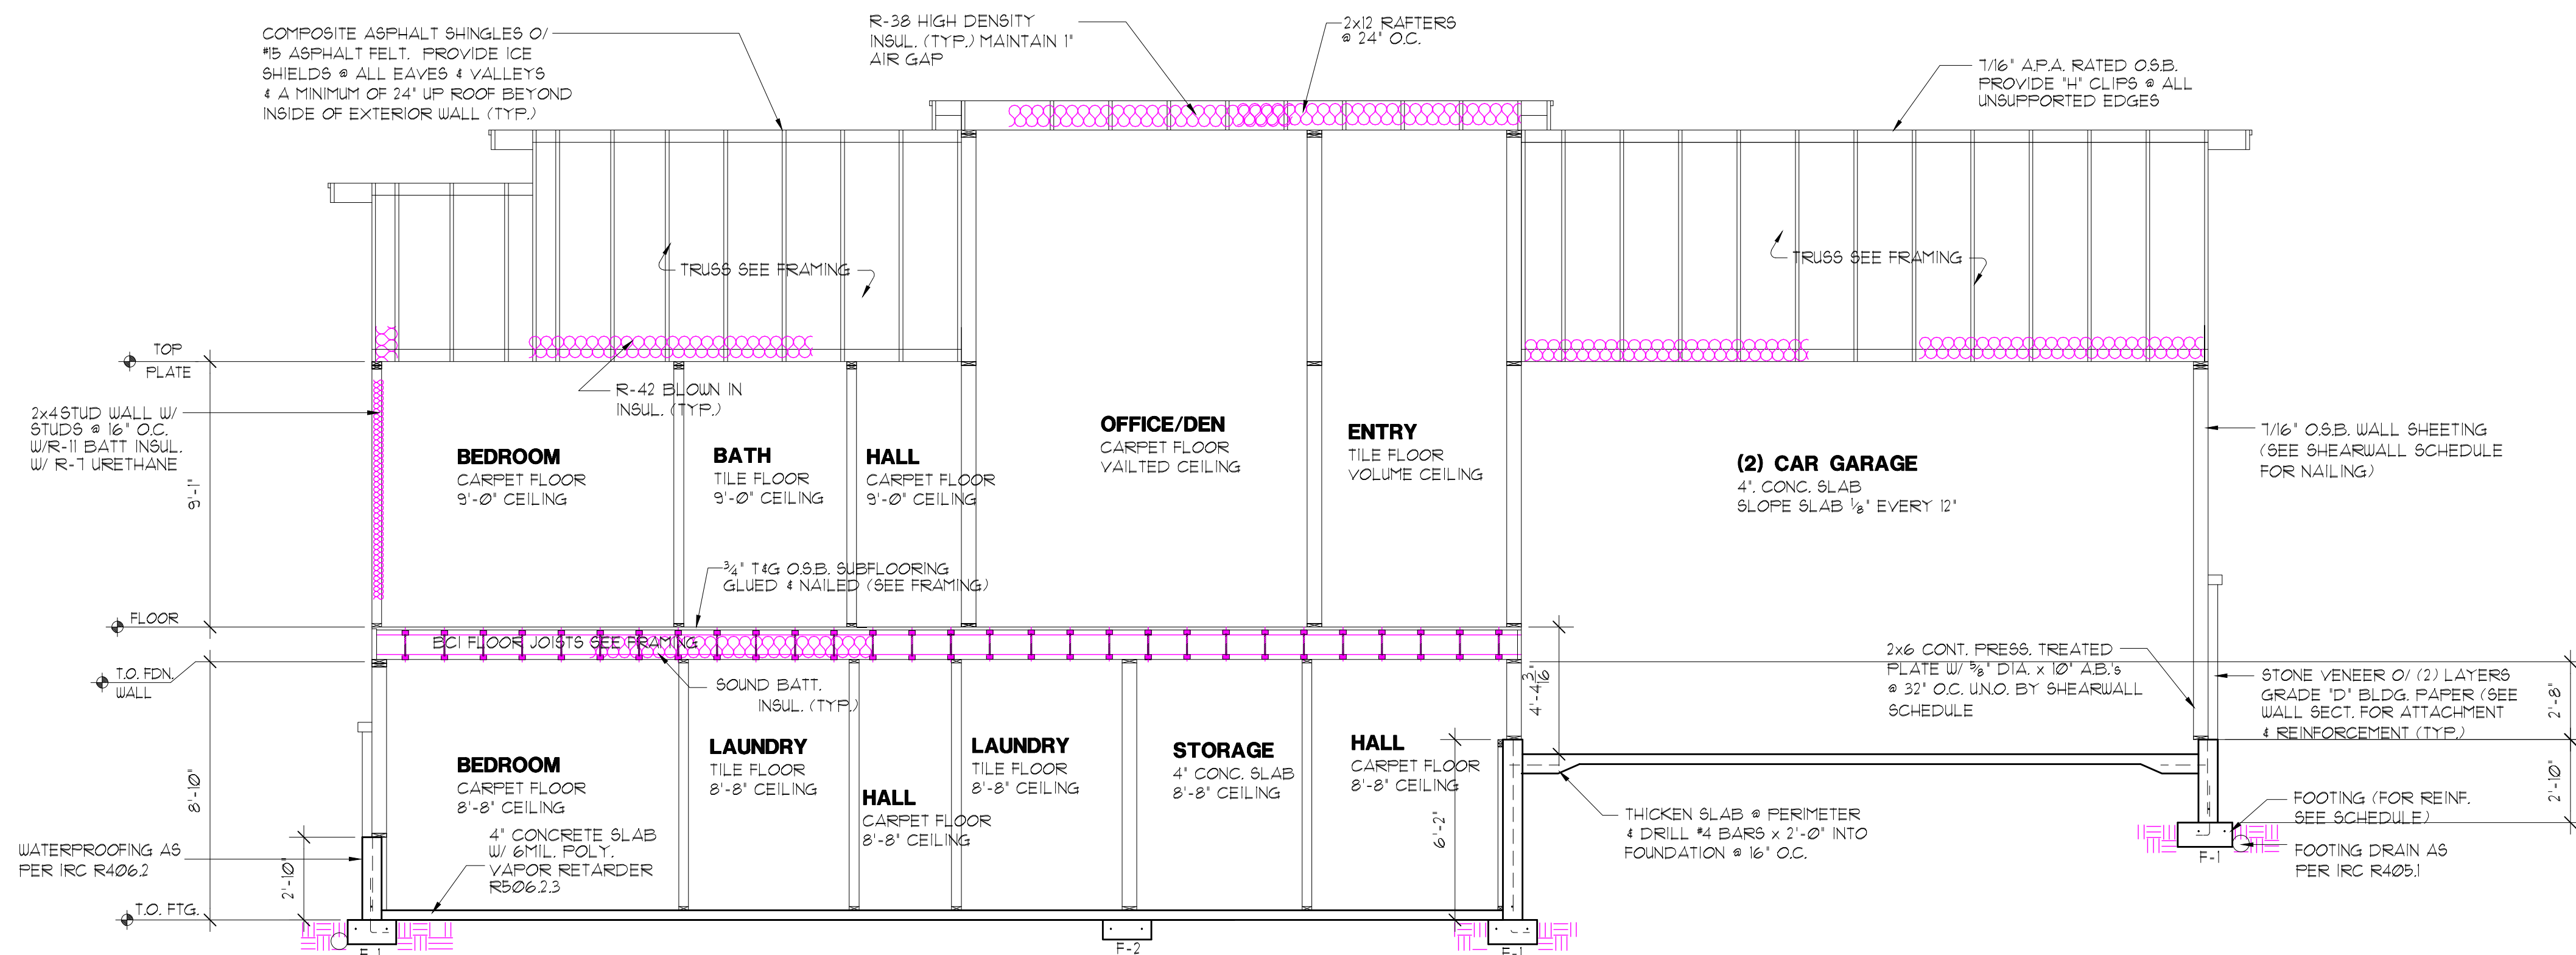 COMPOSITE ASPHALT SHINGLES O/
#15 ASPHALT FELT. PROVIDE ICE
SHIELDS @ ALL EAVES & VALLEYS
& A MINIMUM OF 24" UP ROOF BEYOND
INSIDE OF EXTERIOR WALL (TYP.)
R-38 HIGH DENSITY
INSUL. (TYP.) MAINTAIN 1"
AIR GAP
2x12 RAFTERS
@ 24" O.C.
7/16" A.P.A. RATED O.S.B.
PROVIDE "H" CLIPS @ ALL
UNSUPPORTED EDGES
TRUSS SEE FRAMING
TRUSS SEE FRAMING
TOP
PLATE
R-42 BLOWN IN
INSUL. (TYP.)
2x4 STUD WALL W/
STUDS @ 16" O.C.
W/R-11 BATT INSUL.
W/ R-7 URETHANE
9'-1"
BEDROOM
CARPET FLOOR
9'-0" CEILING
BATH
TILE FLOOR
9'-0" CEILING
HALL
CARPET FLOOR
9'-0" CEILING
OFFICE/DEN
CARPET FLOOR
VAILTED CEILING
ENTRY
TILE FLOOR
VOLUME CEILING
(2) CAR GARAGE
4". CONC. SLAB
SLOPE SLAB 1/8" EVERY 12"
7/16" O.S.B. WALL SHEETING
(SEE SHEARWALL SCHEDULE
FOR NAILING)
3/4" T&G O.S.B. SUBFLOORING
GLUED & NAILED (SEE FRAMING)
FLOOR
BCI FLOOR JOISTS SEE FRAMING
T.O. FDN.
WALL
SOUND BATT.
INSUL. (TYP.)
4'-4 3/16"
2x6 CONT. PRESS. TREATED
PLATE W/ 5/8" DIA. x 10" A.B.'s
@ 32" O.C. U.N.O. BY SHEARWALL
SCHEDULE
STONE VENEER O/ (2) LAYERS
GRADE "D" BLDG. PAPER (SEE
WALL SECT. FOR ATTACHMENT
& REINFORCEMENT (TYP.)
2'-8"
8'-10"
BEDROOM
CARPET FLOOR
8'-8" CEILING
LAUNDRY
TILE FLOOR
8'-8" CEILING
HALL
CARPET FLOOR
8'-8" CEILING
LAUNDRY
TILE FLOOR
8'-8" CEILING
STORAGE
4" CONC. SLAB
8'-8" CEILING
HALL
CARPET FLOOR
8'-8" CEILING
2'-10"
6'-2"
THICKEN SLAB @ PERIMETER
& DRILL #4 BARS x 2'-0" INTO
FOUNDATION @ 16" O.C.
FOOTING (FOR REINF.
SEE SCHEDULE)
FOOTING DRAIN AS
PER IRC R405.1
F-1
WATERPROOFING AS
PER IRC R406.2
2'-10"
4" CONCRETE SLAB
W/ 6MIL. POLY.
VAPOR RETARDER
R506.2.3
T.O. FTG.
F-1
F-2
F-1